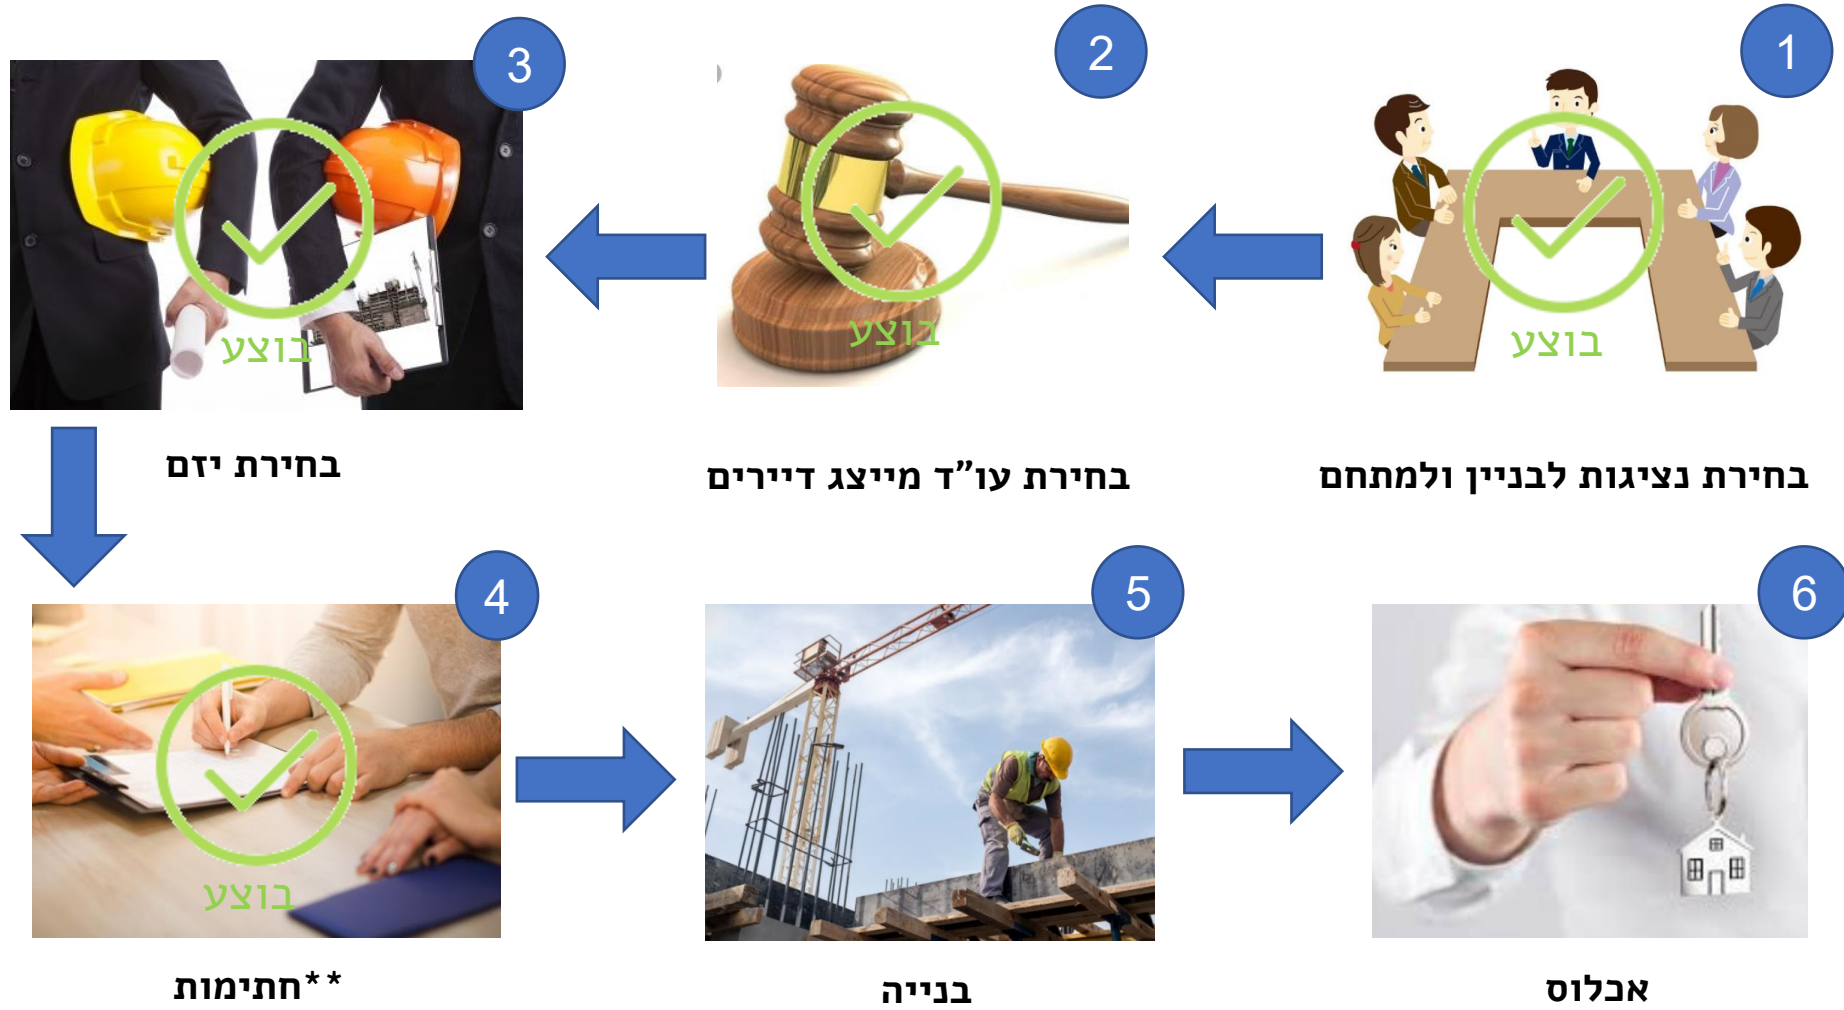 1
בוצע
בחירת נציגות לבניין ולמתחם
2
בוצע
בחירת עו"ד מייצג דיירים
3
בוצע
בחירת יזם
4
בוצע
**חתימות
5
בנייה
6
אכלוס